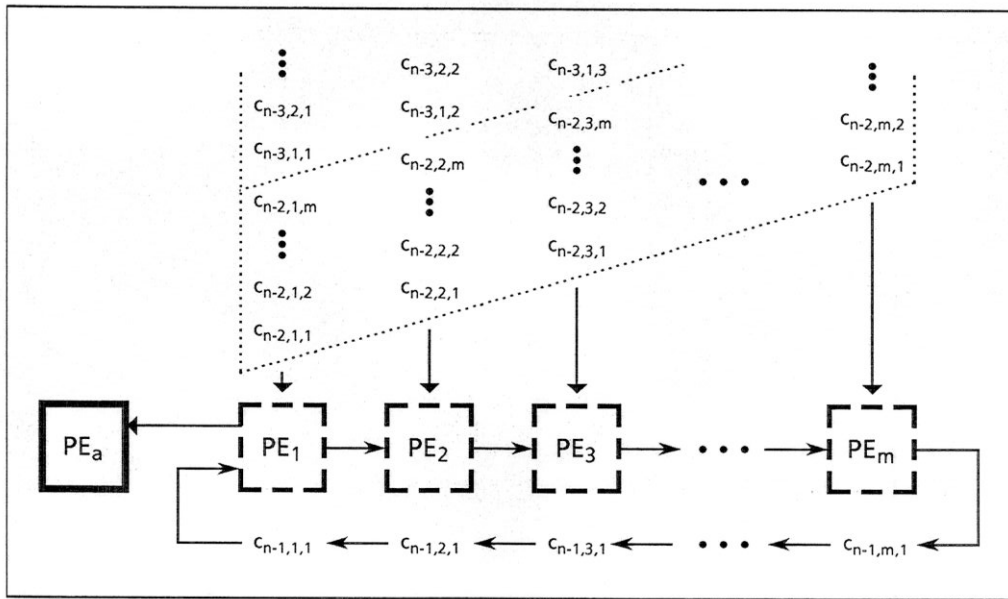 c_{n-3,2,2} c_{n-3,1,3}
c_{n-3,2,1} c_{n-3,1,2} c_{n-2,3,m} c_{n-2,m,2}
c_{n-3,1,1} c_{n-2,2,m} c_{n-2,m,1}
c_{n-2,1,m} c_{n-2,3,2}
c_{n-2,2,2} c_{n-2,3,1}
c_{n-2,1,2} c_{n-2,2,1}
c_{n-2,1,1}
PE_a PE_1 PE_2 PE_3 PE_m
c_{n-1,1,1} c_{n-1,2,1} c_{n-1,3,1} c_{n-1,m,1}